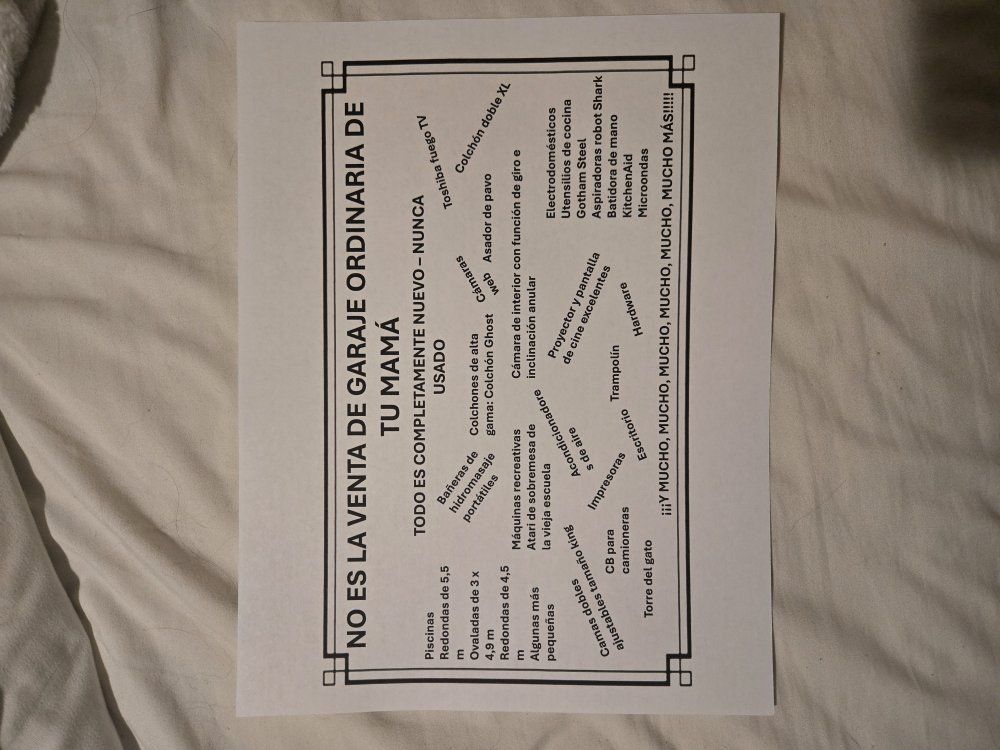 NO ES LA VENTA DE GARAJE ORDINARIA DE
TU MAMÁ
TODO ES COMPLETAMENTE NUEVO – NUNCA
USADO
Piscinas
Redondas de 5,5
m
Ovaladas de 3 x
4,9 m
Redondas de 4,5
m
Algunas más
pequeñas
Bañeras de
hidromasaje
portátiles
Colchones de alta
gama: Colchón Ghost
Cámaras
web
Toshiba fuego TV
Asador de pavo
Colchón doble XL
Máquinas recreativas
Atari de sobremesa de
la vieja escuela
Cámara de interior con función de giro e
inclinación anular
Acondicionadore
s de aire
Proyector y pantalla
de cine excelentes
Electrodomésticos
Utensilios de cocina
Gotham Steel
Aspiradoras robot Shark
Batidora de mano
KitchenAid
Microondas
Camas dobles
ajustables tamaño king
CB para
camioneras
Impresoras
Escritorio
Trampolín
Hardware
Torre del gato
¡¡¡Y MUCHO, MUCHO, MUCHO, MUCHO, MUCHO MÁS!!!!!